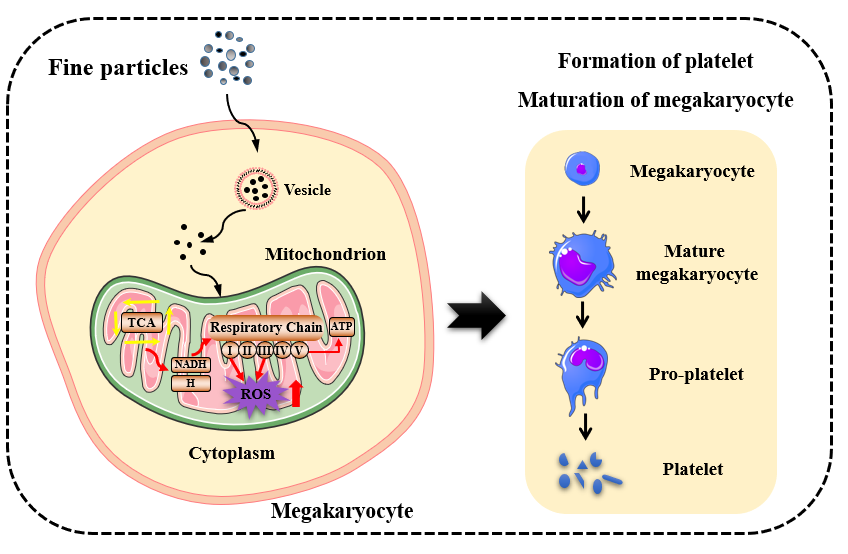 Fine particles
Vesicle
Mitochondrion
TCA
NADH
H
Respiratory Chain
ATP
I II III IV V
ROS
Cytoplasm
Megakaryocyte
Formation of platelet
Maturation of megakaryocyte
Megakaryocyte
Mature
megakaryocyte
Pro-platelet
Platelet